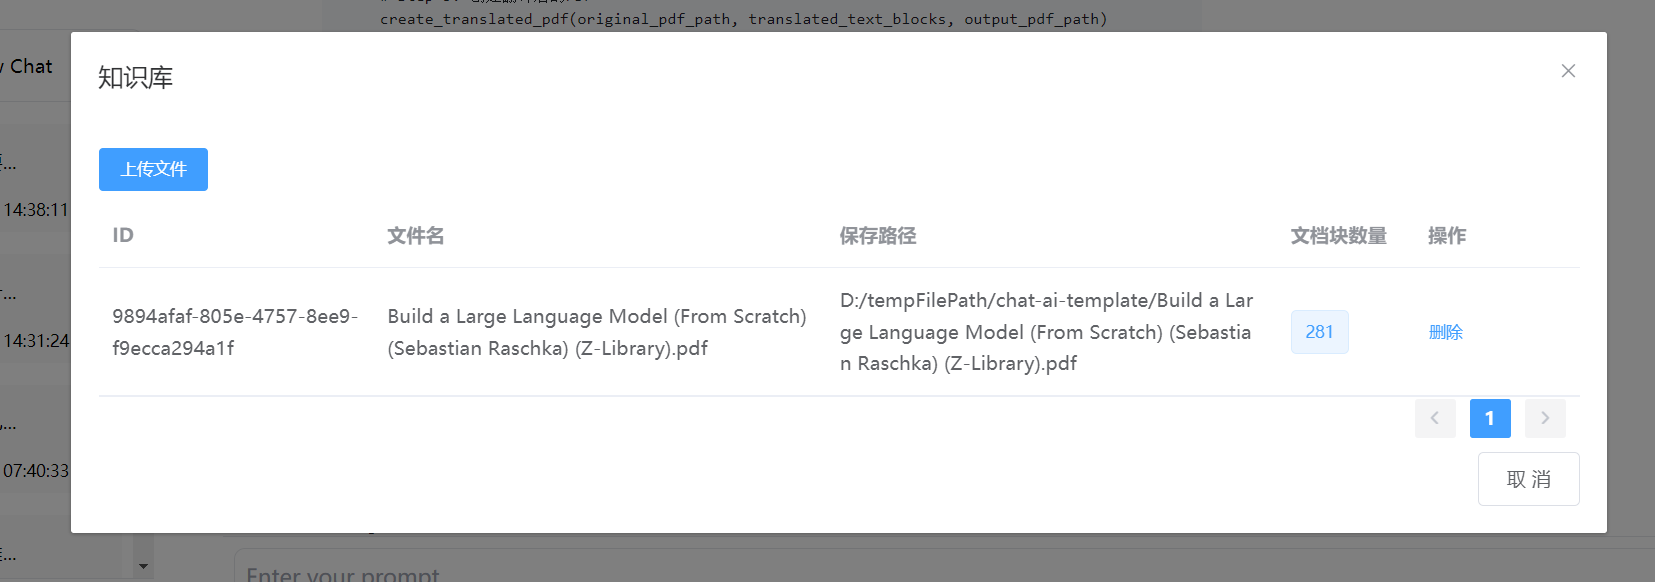 create_translated_pdf(original_pdf_path, translated_text_blocks, output_pdf_path)
Chat
知识库
上传文件
ID 文件名 保存路径 文档块数量 操作
9894afaf-805e-4757-8ee9-
f9ecca294a1f
Build a Large Language Model (From Scratch)
(Sebastian Raschka) (Z-Library).pdf
D:/tempFilePath/chat-ai-template/Build a Lar
ge Language Model (From Scratch) (Sebastia
n Raschka) (Z-Library).pdf
281
删除
1
取 消
...
14:38:11
...
14:31:24
...
07:40:33
...
Enter your prompt